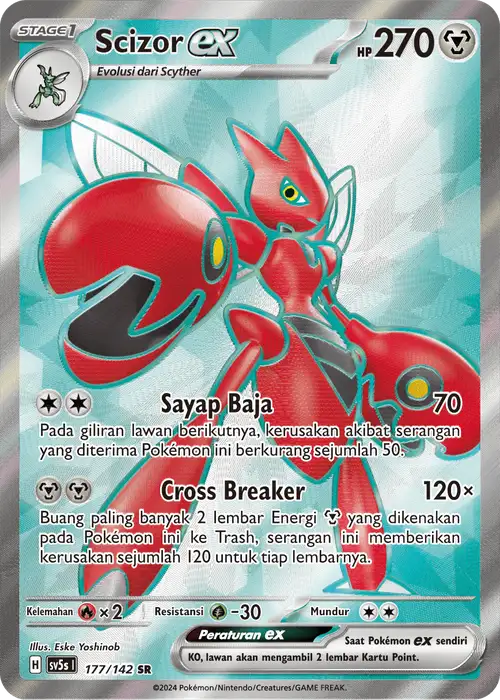 STAGE1
Scizor ex
HP 270
Evolusi dari Scyther
Sayap Baja 70
Pada giliran lawan berikutnya, kerusakan akibat serangan
yang diterima Pokémon ini berkurang sejumlah 50.
Cross Breaker 120×
Buang paling banyak 2 lembar Energi yang dikenakan
pada Pokémon ini ke Trash, serangan ini memberikan
kerusakan sejumlah 120 untuk tiap lembarnya.
Kelemahan ×2 Resistansi -30 Mundur
Illus. Eske Yoshinob
Peraturan ex
Saat Pokémon ex sendiri
KO, lawan akan mengambil 2 lembar Kartu Point.
H sv5s I 177/142 SR
©2024 Pokémon/Nintendo/Creatures/GAME FREAK.